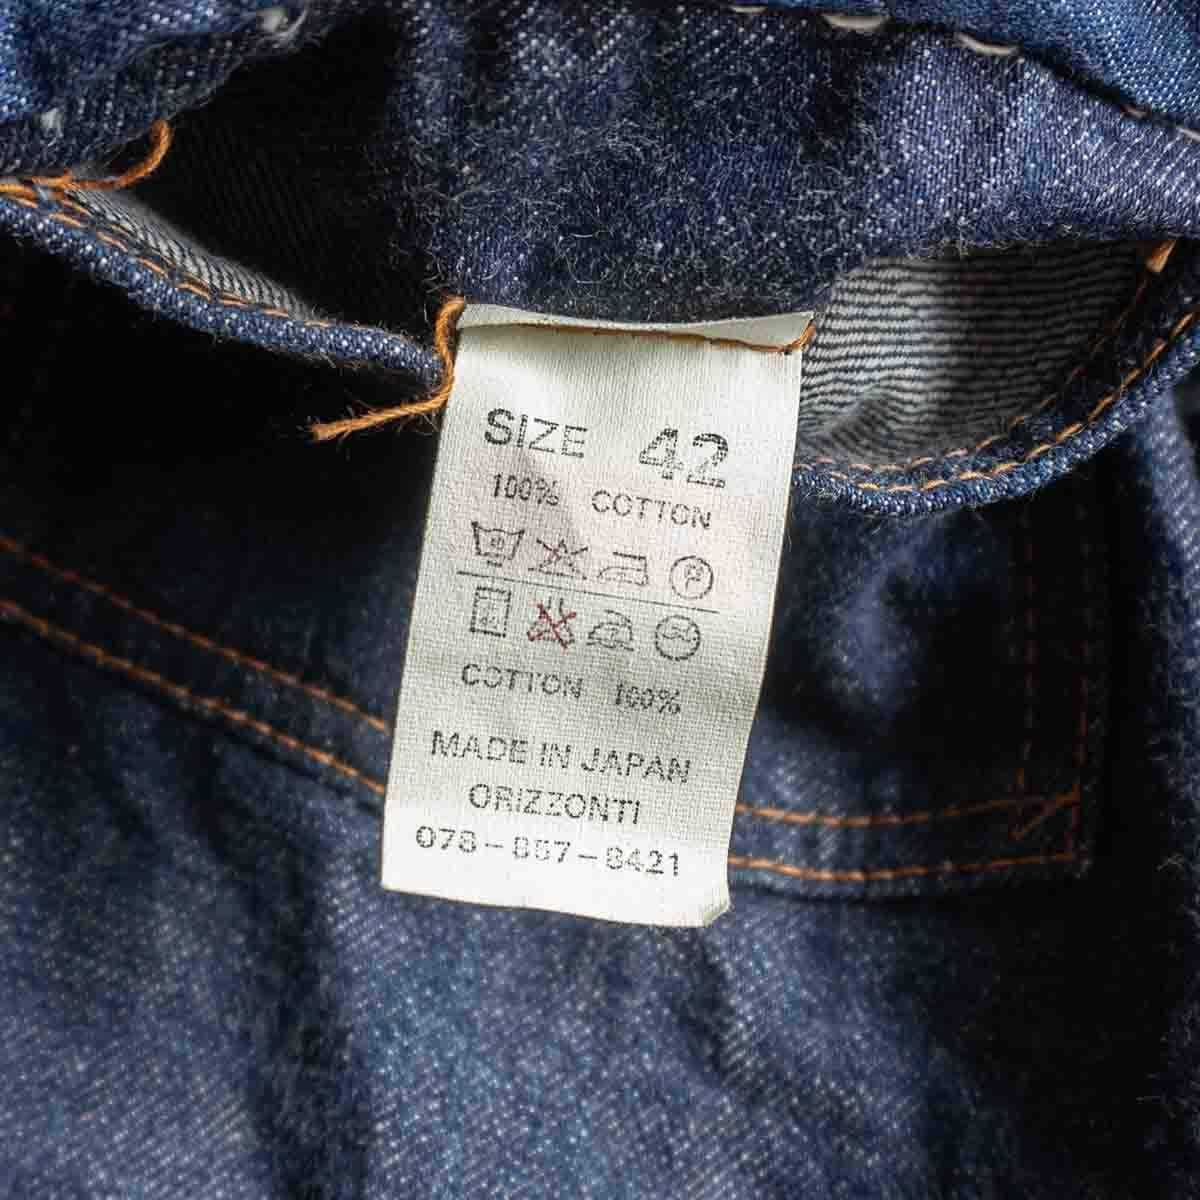 SIZE 42
100% COTTON
COTTON 100%
MADE IN JAPAN
ORIZZONTI
078-857-8421